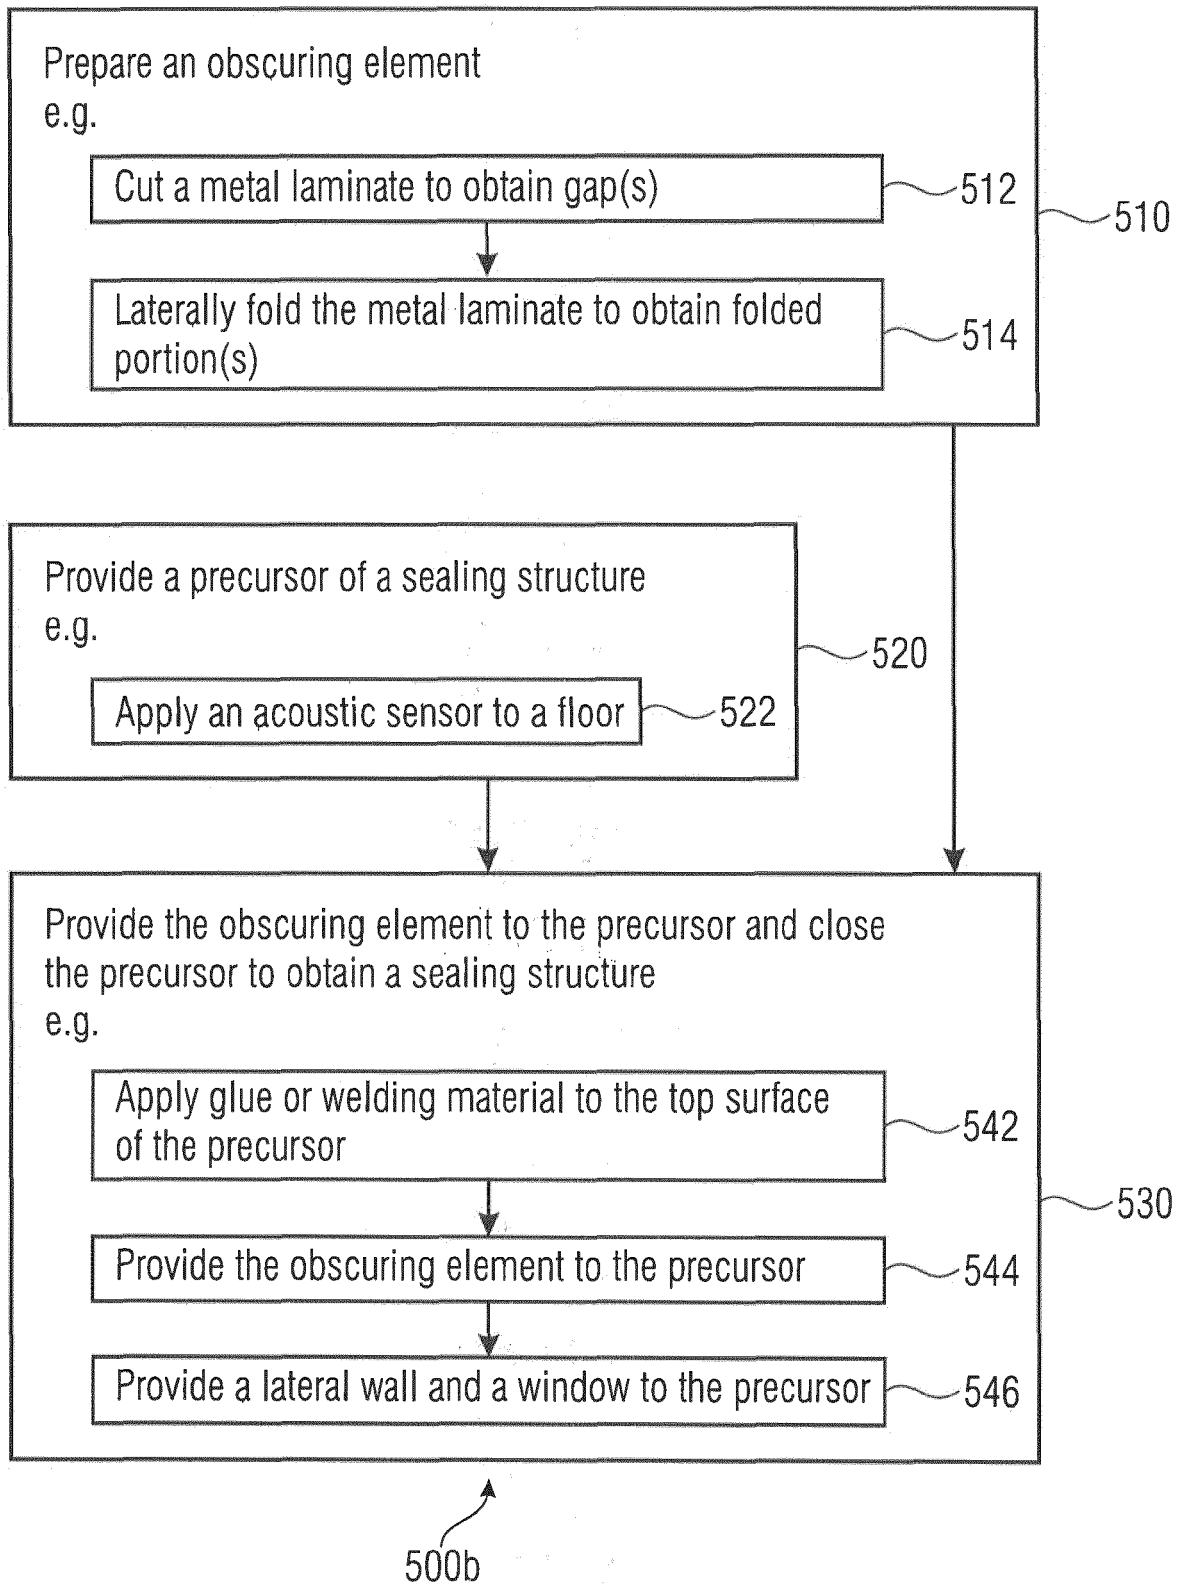 Prepare an obscuring element
e.g.
Cut a metal laminate to obtain gap(s)
512
510
Laterally fold the metal laminate to obtain folded
portion(s)
514
Provide a precursor of a sealing structure
e.g.
520
Apply an acoustic sensor to a floor
522
Provide the obscuring element to the precursor and close
the precursor to obtain a sealing structure
e.g.
Apply glue or welding material to the top surface
of the precursor
542
530
Provide the obscuring element to the precursor
544
Provide a lateral wall and a window to the precursor
546
500b